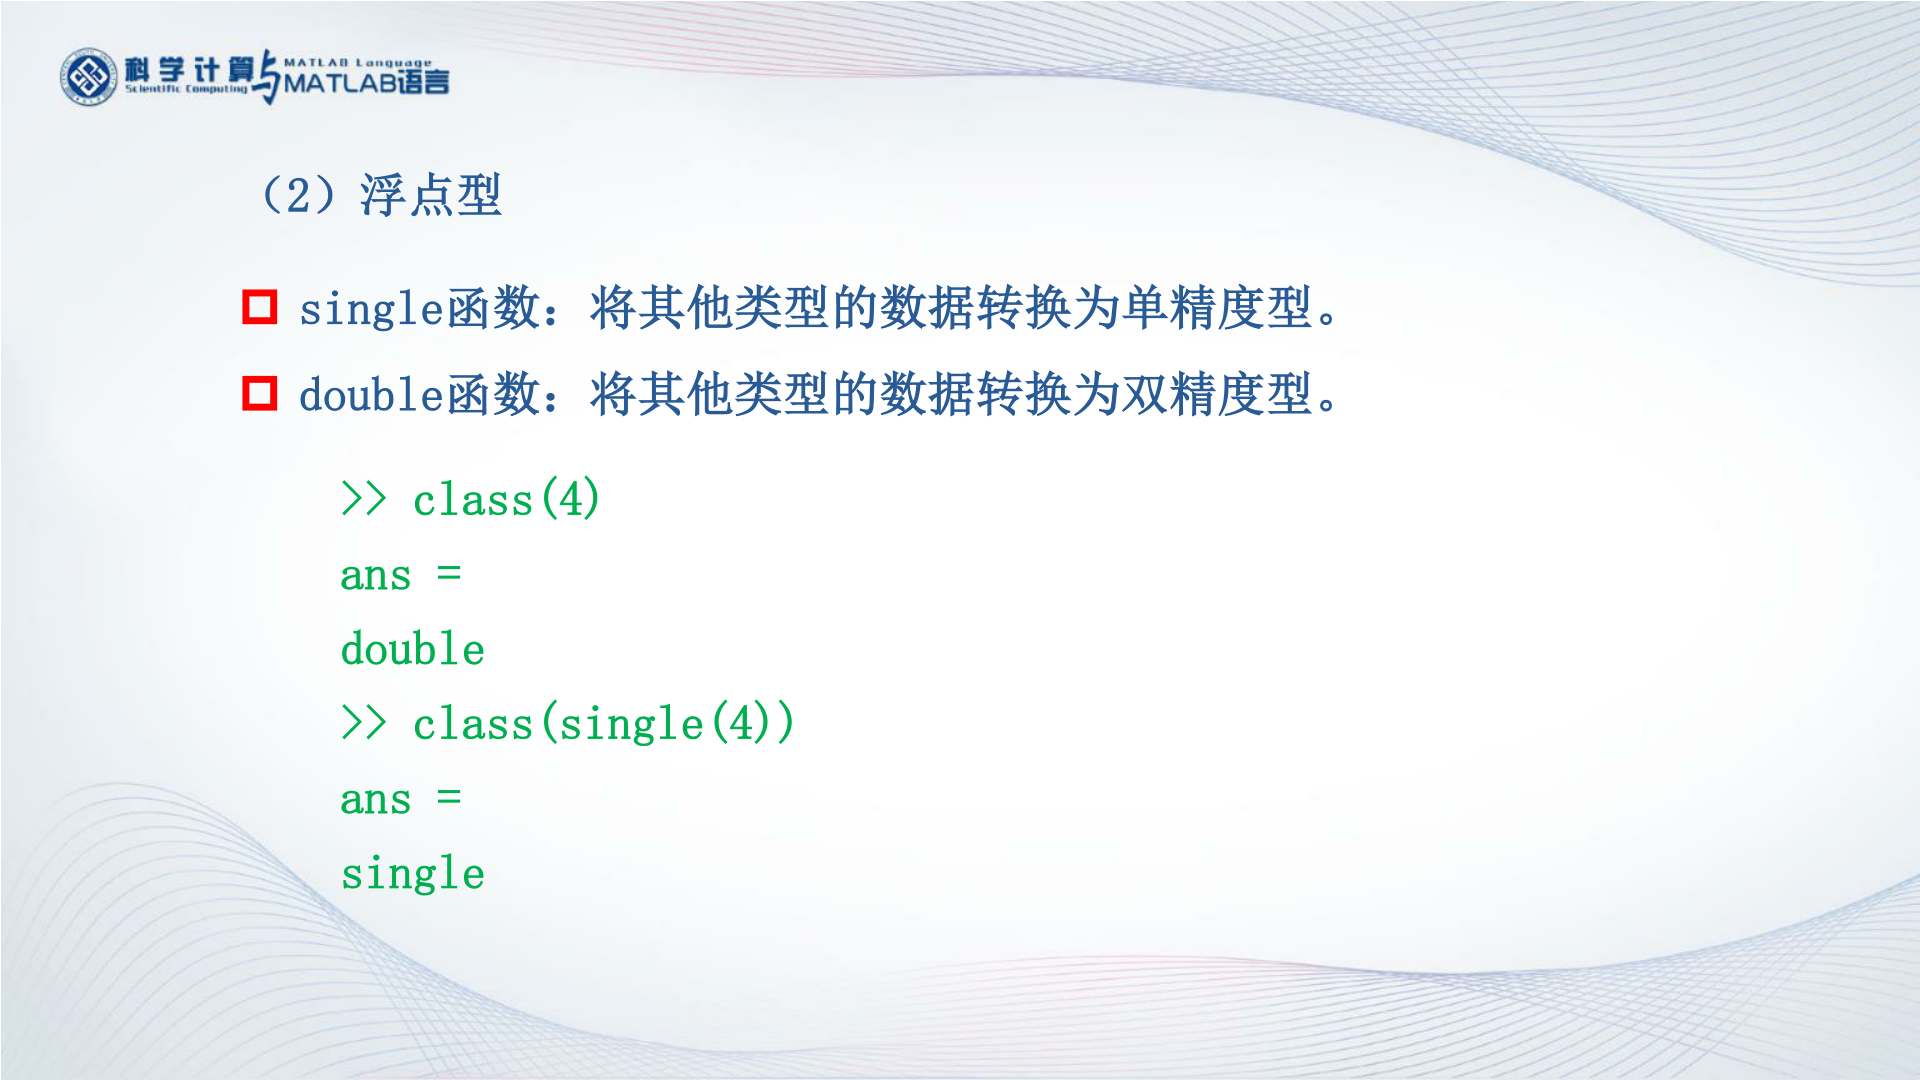 科学计算与MATLAB语言
Scientific Computing MATLAB Language
（2）浮点型
single函数：将其他类型的数据转换为单精度型。
double函数：将其他类型的数据转换为双精度型。
>> class(4)
ans =
double
>> class(single(4))
ans =
single